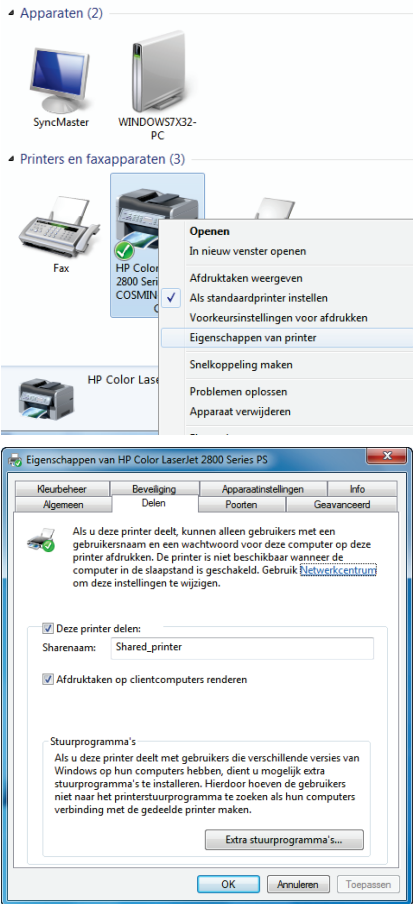 Apparaten (2)
SyncMaster
WINDOWS7X32-
PC
Printers en faxapparaten (3)
Fax
HP Color
2800 Seri
COSMIN
Openen
In nieuw venster openen
Afdruktaken weergeven
Als standaardprinter instellen
Voorkeursinstellingen voor afdrukken
Eigenschappen van printer
Snelkoppeling maken
Problemen oplossen
Apparaat verwijderen
HP Color Lase
Eigenschappen van HP Color LaserJet 2800 Series PS
Kleurbeheer Beveiliging Apparaatinstellingen Info
Algemeen Delen Poorten Geavanceerd
Als u deze printer deelt, kunnen alleen gebruikers met een
gebruikersnaam en een wachtwoord voor deze computer op deze
printer afdrukken. De printer is niet beschikbaar wanneer de
computer in de slaapstand is geschakeld. Gebruik Netwerkcentrum
om deze instellingen te wijzigen.
Deze printer delen:
Sharenaam: Shared_printer
Afdruktaken op clientcomputers renderen
Stuurprogramma's
Als u deze printer deelt met gebruikers die verschillende versies van
Windows op hun computers hebben, dient u mogelijk extra
stuurprogramma's te installeren. Hierdoor hoeven de gebruikers
niet naar het printerstuurprogramma te zoeken als hun computers
verbinding met de gedeelde printer maken.
Extra stuurprogramma's...
OK Annuleren Toepassen